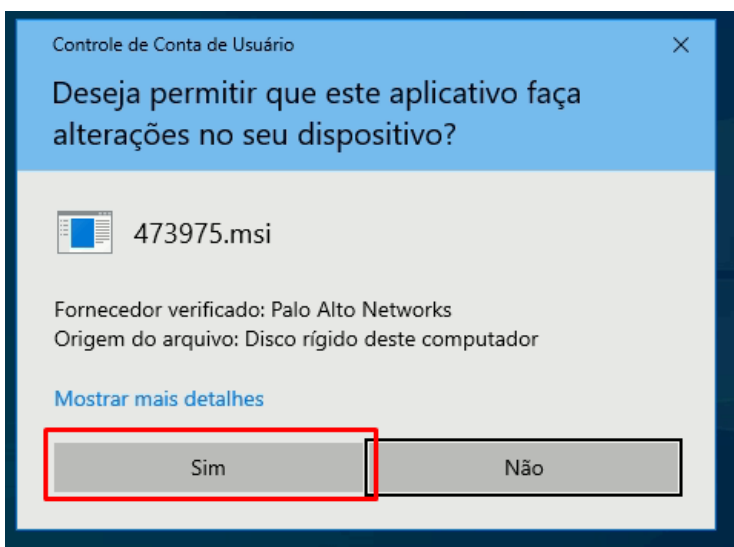 Controle de Conta de Usuário
Deseja permitir que este aplicativo faça
alterações no seu dispositivo?
473975.msi
Fornecedor verificado: Palo Alto Networks
Origem do arquivo: Disco rígido deste computador
Mostrar mais detalhes
Sim
Não